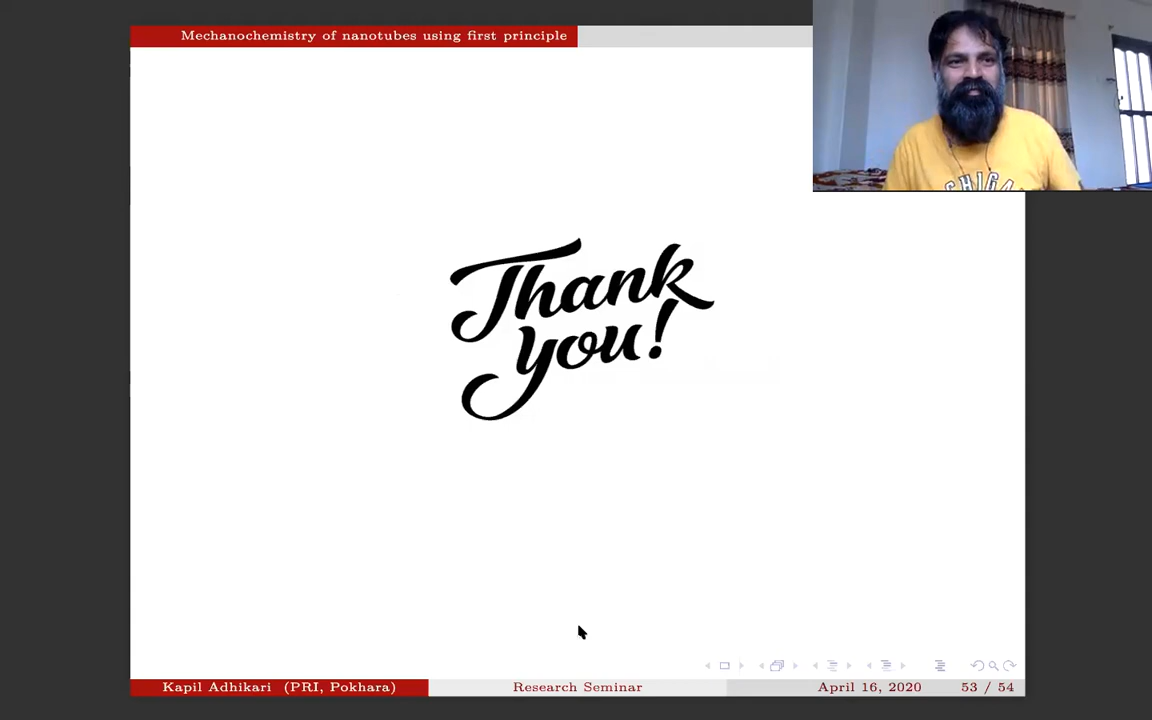 Mechanochemistry of nanotubes using first principle
Thank
you!
Kapil Adhikari (PRI, Pokhara) Research Seminar April 16, 2020 53 / 54